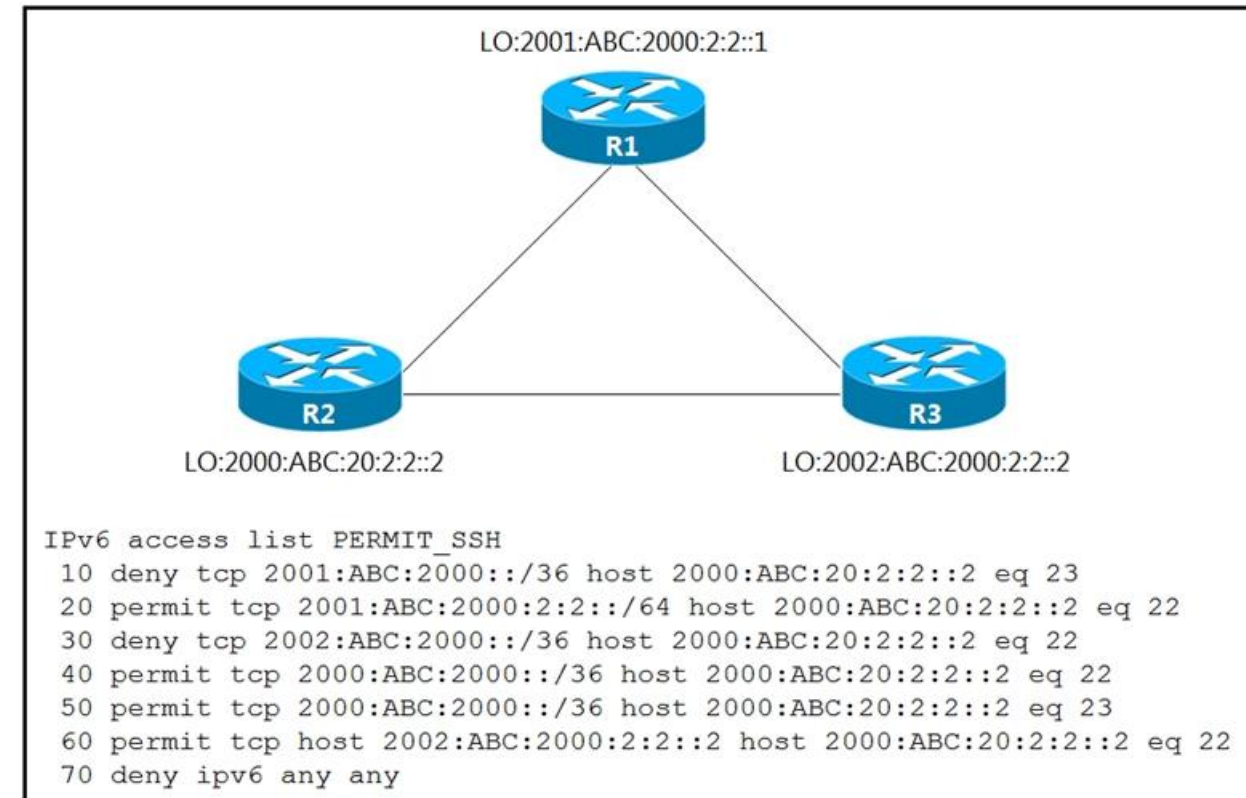 LO:2001:ABC:2000:2:2::1
R1
R2
R3
LO:2000:ABC:20:2:2::2
LO:2002:ABC:2000:2:2::2
IPv6 access list PERMIT_SSH
10 deny tcp 2001:ABC:2000::/36 host 2000:ABC:20:2:2::2 eq 23
20 permit tcp 2001:ABC:2000:2:2::/64 host 2000:ABC:20:2:2::2 eq 22
30 deny tcp 2002:ABC:2000::/36 host 2000:ABC:20:2:2::2 eq 22
40 permit tcp 2000:ABC:2000::/36 host 2000:ABC:20:2:2::2 eq 22
50 permit tcp 2000:ABC:2000::/36 host 2000:ABC:20:2:2::2 eq 23
60 permit tcp host 2002:ABC:2000:2:2::2 host 2000:ABC:20:2:2::2 eq 22
70 deny ipv6 any any